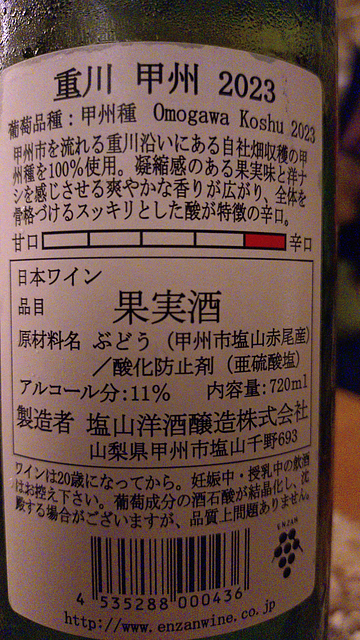 重川 甲州 2023
葡萄品種：甲州種 Omogawa Koshu 2023
甲州市を流れる重川沿いにある自社畑収穫の甲
州種を100%使用。凝縮感のある果実味と洋ナ
シを感じさせる爽やかな香りが広がり、全体を
骨格づけるスッキリとした酸が特徴の辛口。
甘口 辛口
日本ワイン
品目 果実酒
原材料名 ぶどう（甲州市塩山赤尾産）
／酸化防止剤（亜硫酸塩）
アルコール分:11% 内容量:720ml
製造者 塩山洋酒醸造株式会社
山梨県甲州市塩山千野693
ワインは20歳になってから。妊娠中・授乳中の飲酒
はお控え下さい。葡萄成分の酒石酸が結晶化し、沈
殿する場合がございますが、品質上問題ありません。
ENZAN
4 535288 000436
http://www.enzanwine.co.jp